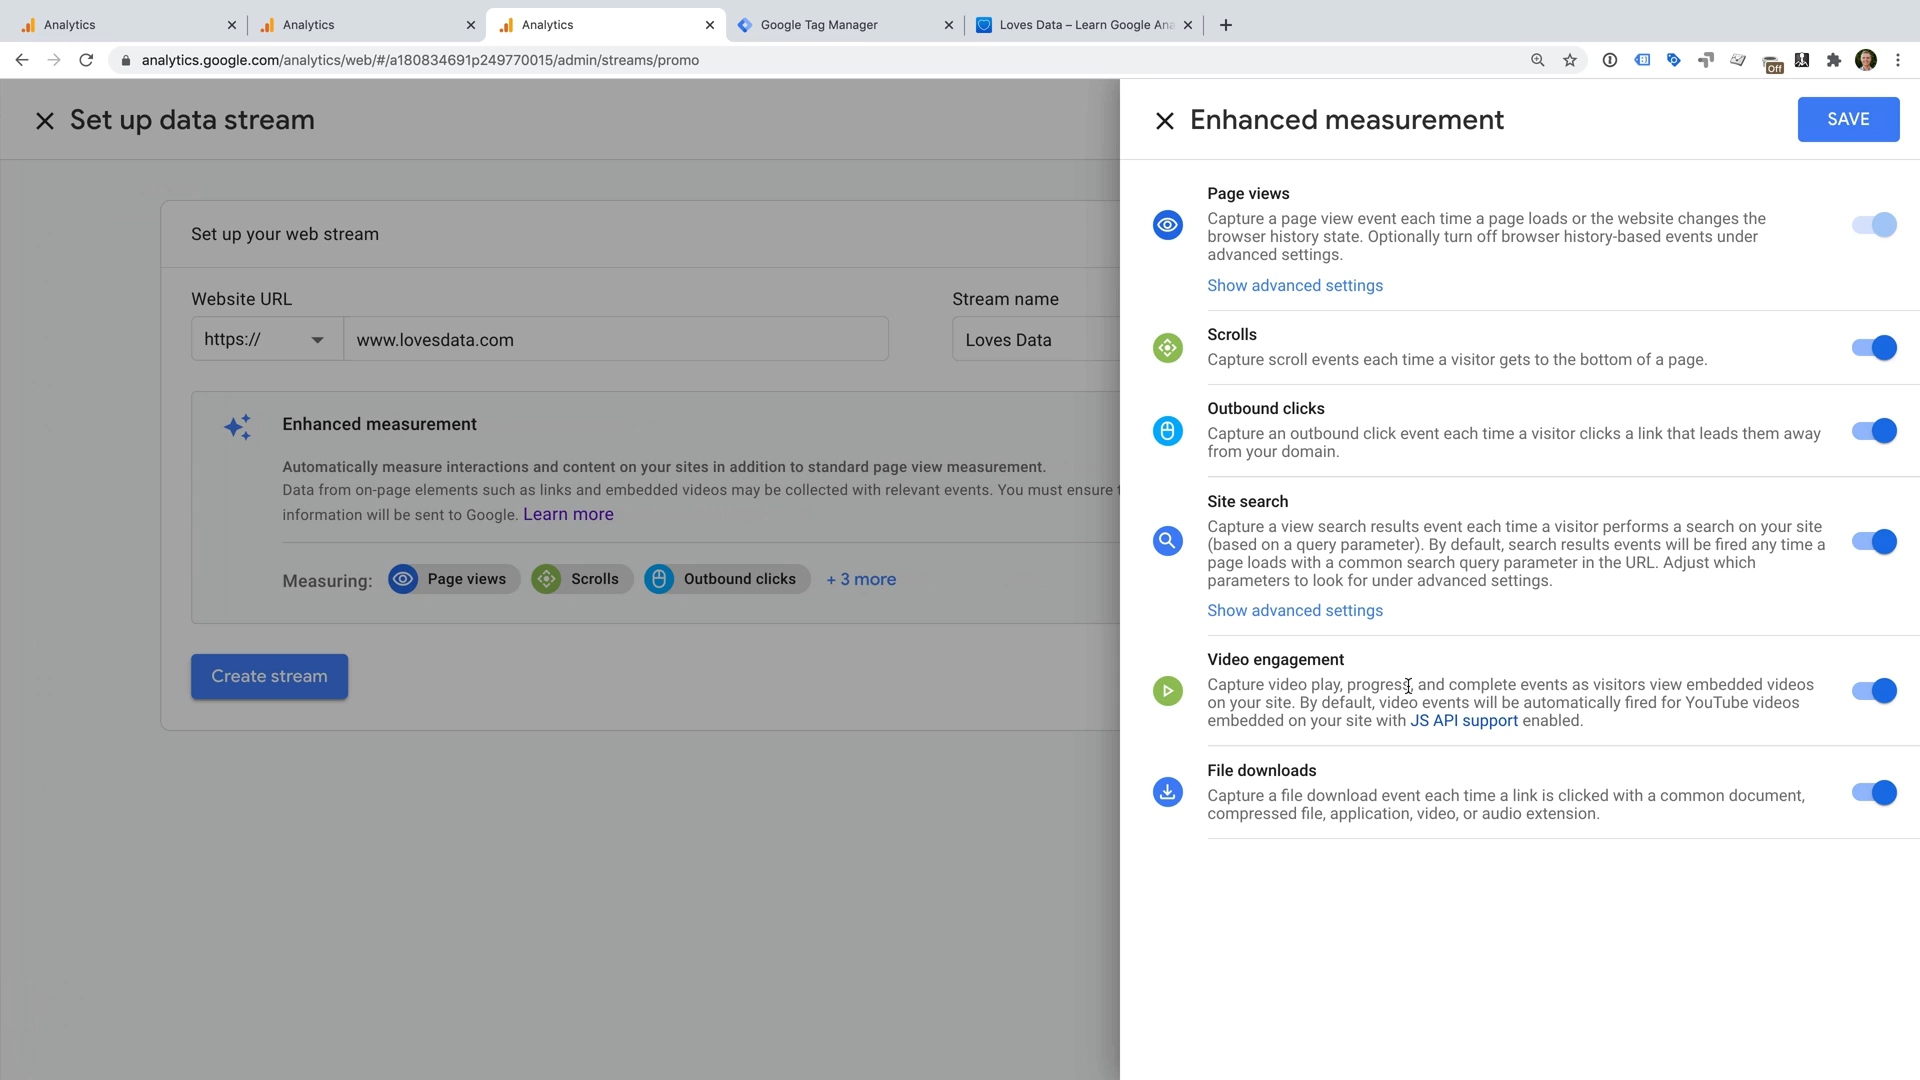 Analytics
Analytics
Analytics
Google Tag Manager
Loves Data – Learn Google Ana
analytics.google.com/analytics/web/#/a180834691p249770015/admin/streams/promo
Off
Set up data stream
Set up your web stream
Website URL
Stream name
https://
www.lovesdata.com
Loves Data
Enhanced measurement
Automatically measure interactions and content on your sites in addition to standard page view measurement.
Data from on-page elements such as links and embedded videos may be collected with relevant events. You must ensure t
information will be sent to Google. Learn more
Measuring: Page views Scrolls Outbound clicks + 3 more
Create stream
Enhanced measurement
SAVE
Page views
Capture a page view event each time a page loads or the website changes the
browser history state. Optionally turn off browser history-based events under
advanced settings.
Show advanced settings
Scrolls
Capture scroll events each time a visitor gets to the bottom of a page.
Outbound clicks
Capture an outbound click event each time a visitor clicks a link that leads them away
from your domain.
Site search
Capture a view search results event each time a visitor performs a search on your site
(based on a query parameter). By default, search results events will be fired any time a
page loads with a common search query parameter in the URL. Adjust which
parameters to look for under advanced settings.
Show advanced settings
Video engagement
Capture video play, progress, and complete events as visitors view embedded videos
on your site. By default, video events will be automatically fired for YouTube videos
embedded on your site with JS API support enabled.
File downloads
Capture a file download event each time a link is clicked with a common document,
compressed file, application, video, or audio extension.